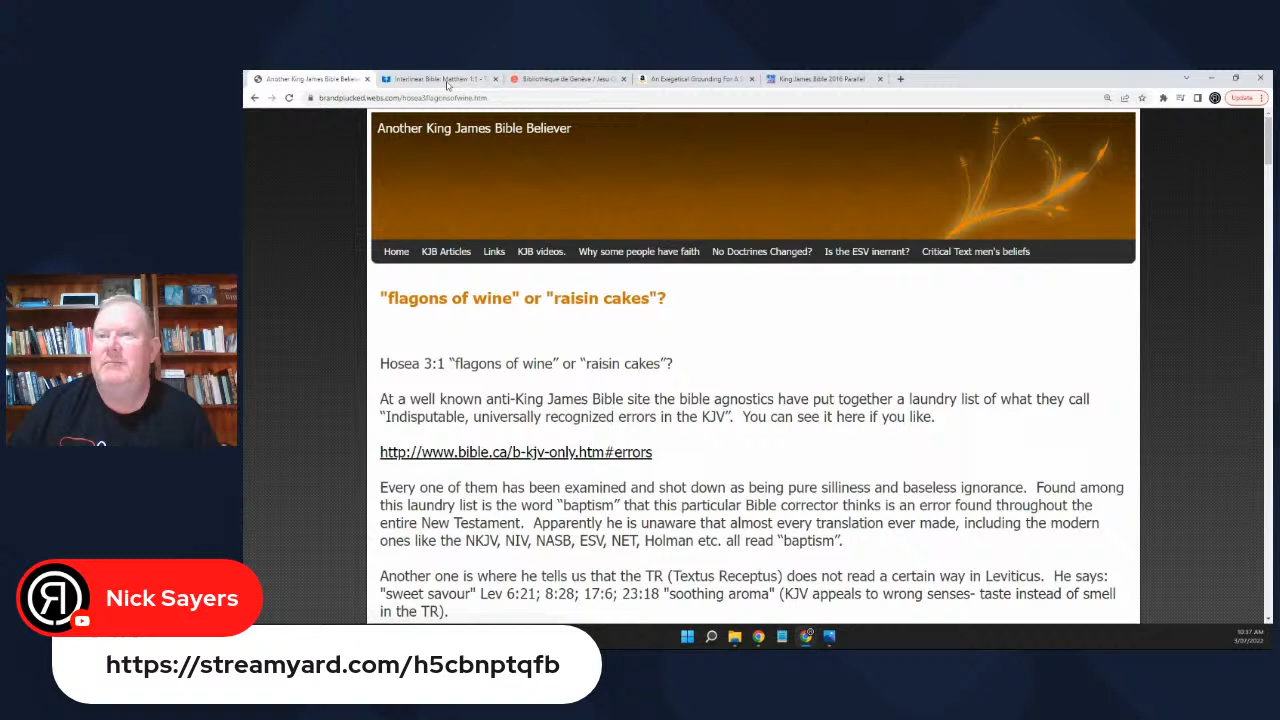 Another King James Bible Believe
Interlinear Bible: Matthew 1:1 - 
Bibliothèque de Genève / Jesu C
An Exegetical Grounding For A S
King James Bible 2016 Parallel
brandplucked.webs.com/hosea3flagonsofwine.htm
Update
Another King James Bible Believer
Home KJB Articles Links KJB videos. Why some people have faith No Doctrines Changed? Is the ESV inerrant? Critical Text men's beliefs
"flagons of wine" or "raisin cakes"?
Hosea 3:1 “flagons of wine” or “raisin cakes”?
At a well known anti-King James Bible site the bible agnostics have put together a laundry list of what they call
“Indisputable, universally recognized errors in the KJV”.  You can see it here if you like.
http://www.bible.ca/b-kjv-only.htm#errors
Every one of them has been examined and shot down as being pure silliness and baseless ignorance.  Found among
this laundry list is the word “baptism” that this particular Bible corrector thinks is an error found throughout the
entire New Testament.  Apparently he is unaware that almost every translation ever made, including the modern
ones like the NKJV, NIV, NASB, ESV, NET, Holman etc. all read “baptism”.
Another one is where he tells us that the TR (Textus Receptus) does not read a certain way in Leviticus.  He says:
"sweet savour" Lev 6:21; 8:28; 17:6; 23:18 "soothing aroma" (KJV appeals to wrong senses- taste instead of smell
in the TR).
10:37 AM
3/07/2022
Nick Sayers
https://streamyard.com/h5cbnptqfb